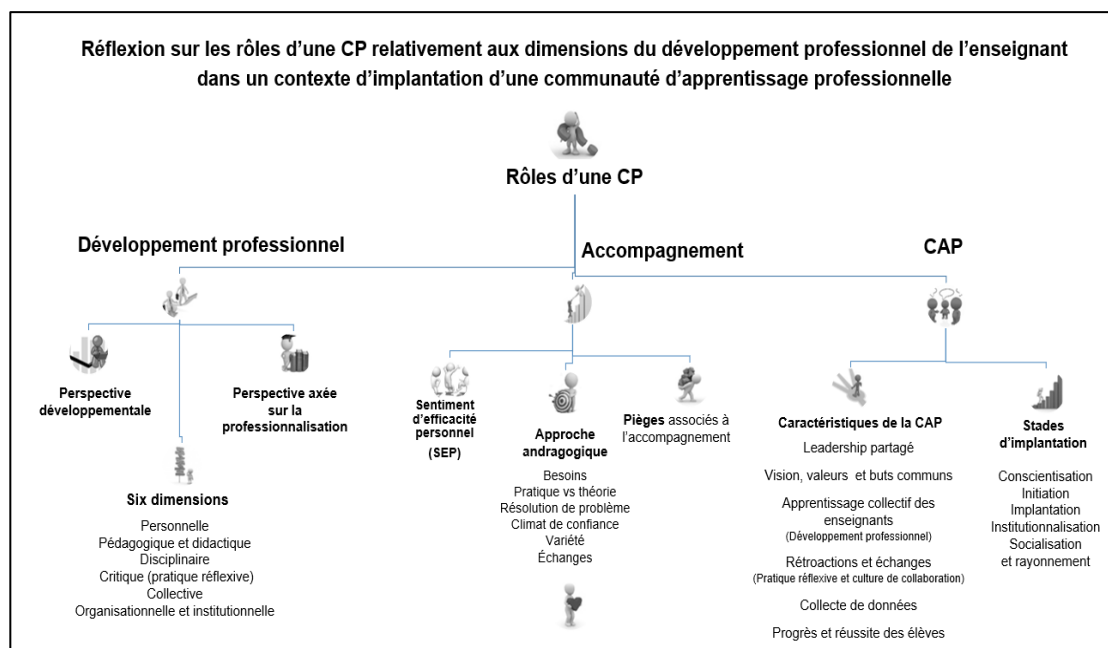 Réflexion sur les rôles d'une CP relativement aux dimensions du développement professionnel de l'enseignant
dans un contexte d'implantation d'une communauté d'apprentissage professionnelle
Rôles d'une CP
Développement professionnel
Perspective
développementale
Perspective axée
sur la
professionnalisation
Six dimensions
Personnelle
Pédagogique et didactique
Disciplinaire
Critique (pratique réflexive)
Collective
Organisationnelle et institutionnelle
Accompagnement
Sentiment
d'efficacité
personnel
(SEP)
Approche
andragogique
Besoins
Pratique vs théorie
Résolution de problème
Climat de confiance
Variété
Échanges
Pièges associés à
l'accompagnement
CAP
Caractéristiques de la CAP
Leadership partagé
Vision, valeurs et buts communs
Apprentissage collectif des
enseignants
(Développement professionnel)
Rétroactions et échanges
(Pratique réflexive et culture de collaboration)
Collecte de données
Progrès et réussite des élèves
Stades
d'implantation
Conscientisation
Initiation
Implantation
Institutionnalisation
Socialisation
et rayonnement